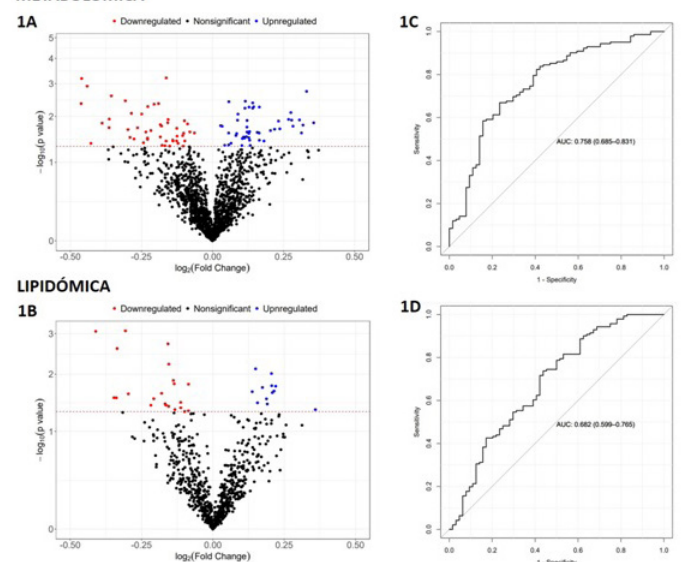 1A
Downregulated Nonsignificant Upregulated
5
4
3
2
1
0
− log₁₀(p value)
-0.50 -0.25 0.00 0.25 0.50
log₂(Fold Change)
1C
1.0
0.8
0.6
0.4
0.2
0.0
Sensitivity
AUC: 0.758 (0.685–0.831)
0.0 0.2 0.4 0.6 0.8 1.0
1 - Specificity
LIPIDÓMICA
1B
Downregulated Nonsignificant Upregulated
3
2
1
0
− log₁₀(p value)
-0.50 -0.25 0.00 0.25 0.50
log₂(Fold Change)
1D
1.0
0.8
0.6
0.4
0.2
0.0
Sensitivity
AUC: 0.682 (0.599–0.765)
0.0 0.2 0.4 0.6 0.8 1.0